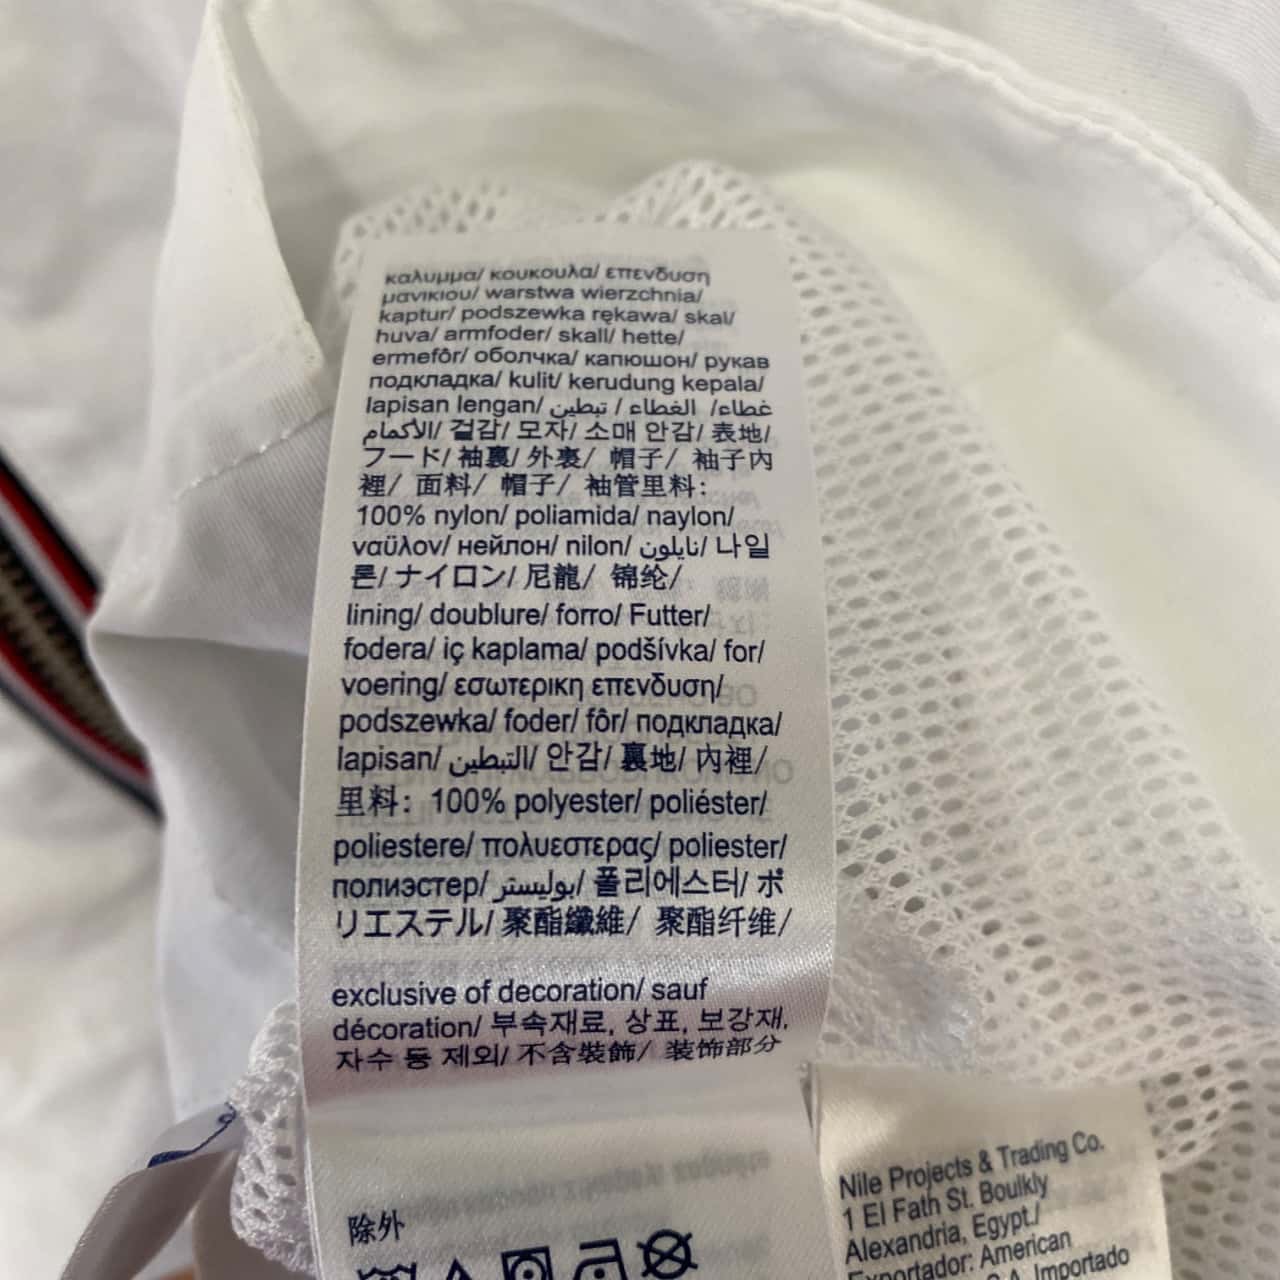 καλυμμα/ κουκουλα/ επενδυση
μανικιου/ warstwa wierzchnia/
kaptur/ podszewka rękawa/ skal/
huva/ armfoder/ skall/ hette/
ermefôr/ оболчка/ капюшон/ рукав
подкладка/ kulit/ kerudung kepala/
lapisan lengan/ غطاء/ الغطاء/ تبطين
الأكمام/ 겉감/ 모자/ 소매 안감/ 表地/
フード/ 袖裏/ 外裏/ 帽子/ 袖子內
裡/ 面料/ 帽子/ 袖管里料:
100% nylon/ poliamida/ naylon/
ναϋλον/ нейлон/ nilon/ نايلون/ 나일
론/ ナイロン/ 尼龍/ 锦纶/
lining/ doublure/ forro/ Futter/
fodera/ iç kaplama/ podšívka/ for/
voering/ εσωτερικη επενδυση/
podszewka/ foder/ fôr/ подкладка/
lapisan/ التبطين/ 안감/ 裏地/ 內裡/
里料: 100% polyester/ poliéster/
poliestere/ πολυεστερας/ poliester/
полиэстер/ بوليستر/ 폴리에스터/ ポ
リエステル/ 聚酯纖維/ 聚酯纤维/
exclusive of decoration/ sauf
décoration/ 부속재료, 상표, 보강재,
자수 등 제외/ 不含裝飾/ 装饰部分
除外
Nile Projects & Trading Co.
1 El Fath St. Boulkly
Alexandria, Egypt./
Exportador: American
S.A. Importado